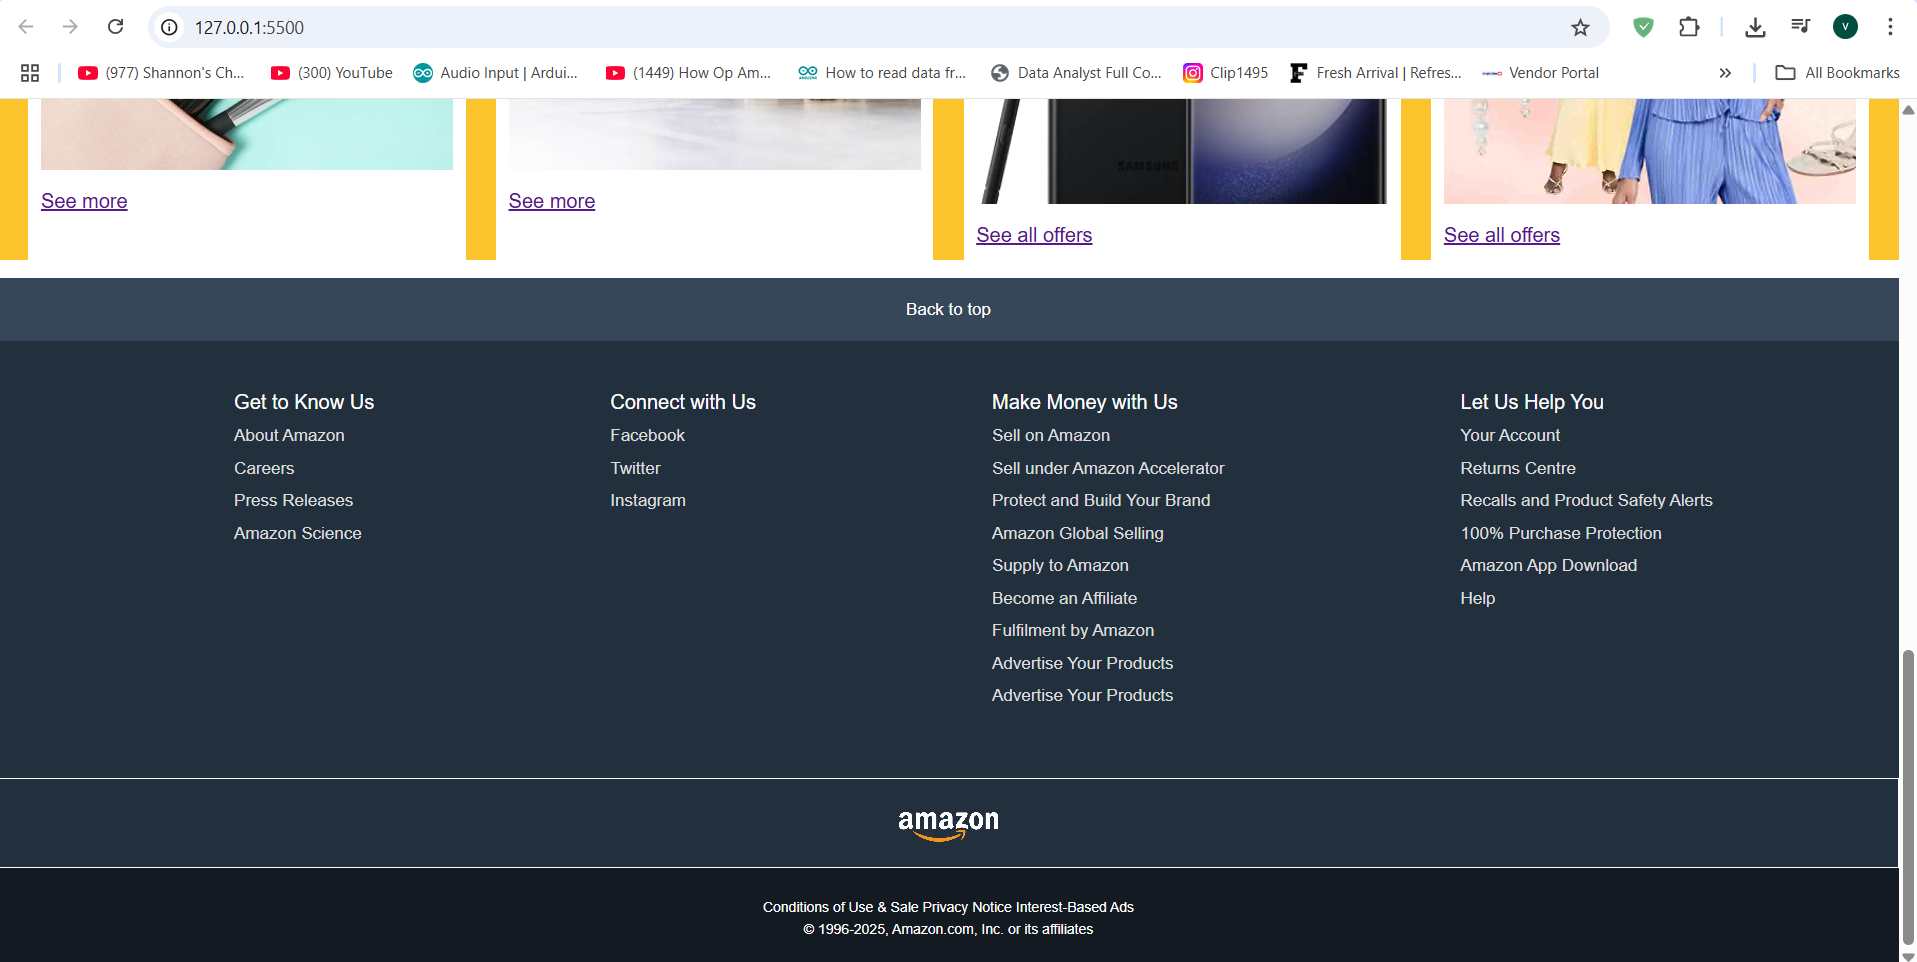 127.0.0.1:5500
(977) Shannon's Ch...
(300) YouTube
Audio Input | Ardui...
(1449) How Op Am...
How to read data fr...
Data Analyst Full Co...
Clip1495
Fresh Arrival | Refres...
Vendor Portal
All Bookmarks
V
SAMSUNG
See more
See more
See all offers
See all offers
Back to top
Get to Know Us
About Amazon
Careers
Press Releases
Amazon Science
Connect with Us
Facebook
Twitter
Instagram
Make Money with Us
Sell on Amazon
Sell under Amazon Accelerator
Protect and Build Your Brand
Amazon Global Selling
Supply to Amazon
Become an Affiliate
Fulfilment by Amazon
Advertise Your Products
Advertise Your Products
Let Us Help You
Your Account
Returns Centre
Recalls and Product Safety Alerts
100% Purchase Protection
Amazon App Download
Help
amazon
Conditions of Use & Sale Privacy Notice Interest-Based Ads
© 1996-2025, Amazon.com, Inc. or its affiliates